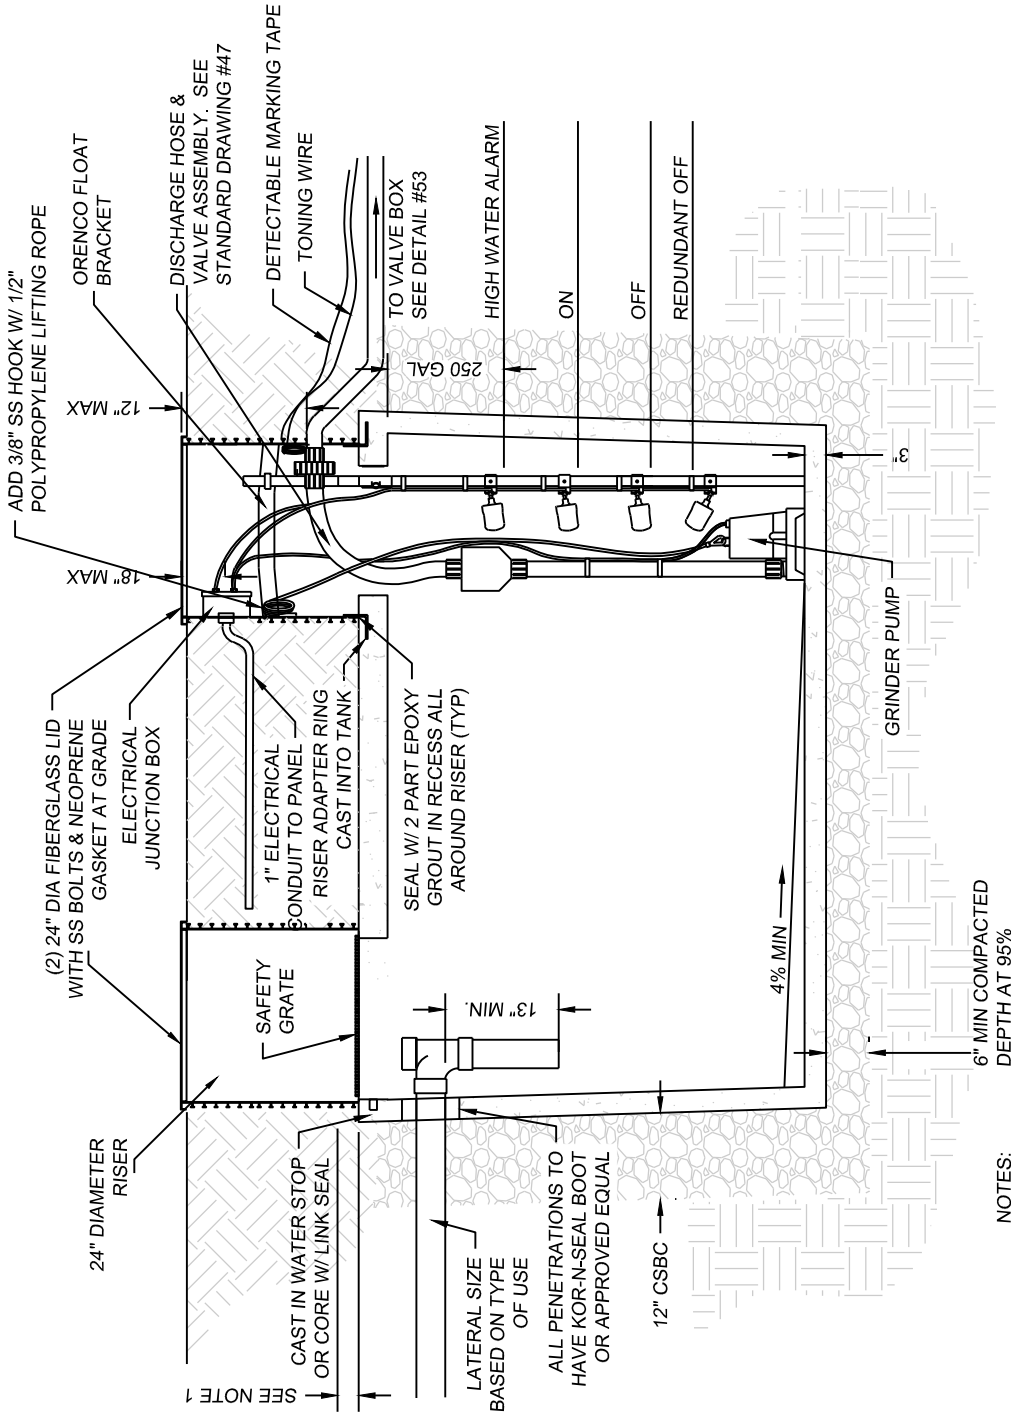 24" DIAMETER
RISER
(2) 24" DIA FIBERGLASS LID
WITH SS BOLTS & NEOPRENE
GASKET AT GRADE
ELECTRICAL
JUNCTION BOX
ADD 3/8" SS HOOK W/ 1/2"
POLYPROPYLENE LIFTING ROPE
ORENCO FLOAT
BRACKET
DISCHARGE HOSE &
VALVE ASSEMBLY. SEE
STANDARD DRAWING #47
DETECTABLE MARKING TAPE
TONING WIRE
18" MAX
12" MAX
TO VALVE BOX
SEE DETAIL #53
250 GAL
HIGH WATER ALARM
ON
OFF
REDUNDANT OFF
3"
SAFETY
GRATE
1" ELECTRICAL
CONDUIT TO PANEL
RISER ADAPTER RING
CAST INTO TANK
SEAL W/ 2 PART EPOXY
GROUT IN RECESS ALL
AROUND RISER (TYP)
SEE NOTE 1
CAST IN WATER STOP
OR CORE W/ LINK SEAL
LATERAL SIZE
BASED ON TYPE
OF USE
ALL PENETRATIONS TO
HAVE KOR-N-SEAL BOOT
OR APPROVED EQUAL
13" MIN.
12" CSBC
4% MIN
GRINDER PUMP
6" MIN COMPACTED
DEPTH AT 95%
NOTES: